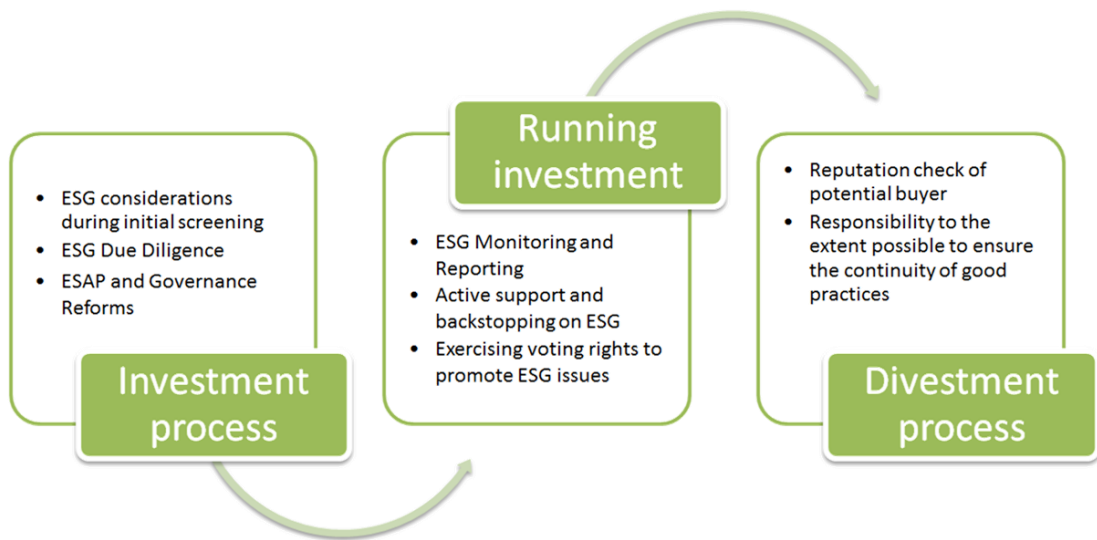 • ESG considerations
during initial screening
• ESG Due Diligence
• ESAP and Governance
Reforms
Investment
process
Running
investment
• ESG Monitoring and
Reporting
• Active support and
backstopping on ESG
• Exercising voting rights to
promote ESG issues
• Reputation check of
potential buyer
• Responsibility to the
extent possible to ensure
the continuity of good
practices
Divestment
process